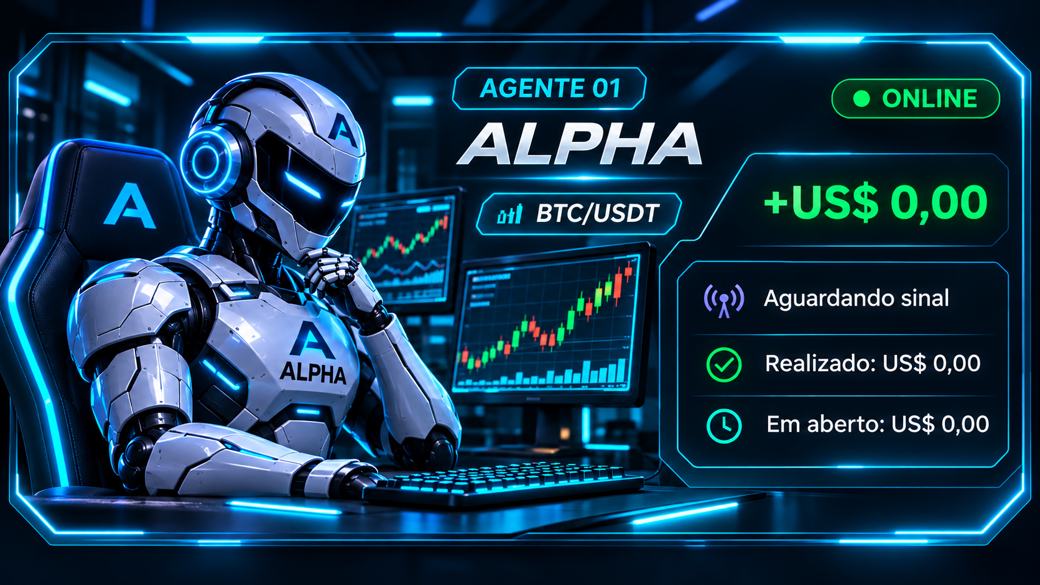 AGENTE 01
ALPHA
BTC/USDT
ONLINE
+US$ 0,00
Aguardando sinal
Realizado: US$ 0,00
Em aberto: US$ 0,00
A
A
A
ALPHA